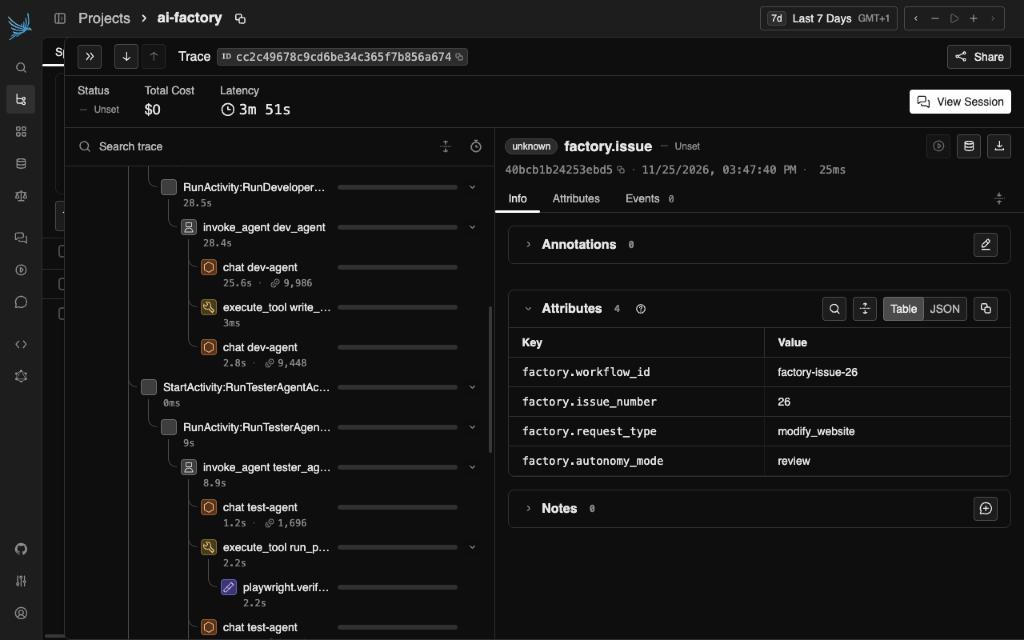 Projects › ai-factory
7d Last 7 Days GMT+1
Sp
Trace ID cc2c49678c9cd6be34c365f7b856a674
Share
Status Total Cost Latency
— Unset $0 3m 51s
View Session
Search trace
RunActivity:RunDeveloper...
28.5s
invoke_agent dev_agent
28.4s
chat dev-agent
25.6s · 9,986
execute_tool write_...
3ms
chat dev-agent
2.8s · 9,448
StartActivity:RunTesterAgentAc...
0ms
RunActivity:RunTesterAgen...
9s
invoke_agent tester_ag...
8.9s
chat test-agent
1.2s · 1,696
execute_tool run_p...
2.2s
playwright.verif...
2.2s
chat test-agent
unknown factory.issue — Unset
40bcb1b24253ebd5 · 11/25/2026, 03:47:40 PM · 25ms
Info Attributes Events 0
Annotations 0
Attributes 4 Table JSON
Key Value
factory.workflow_id factory-issue-26
factory.issue_number 26
factory.request_type modify_website
factory.autonomy_mode review
Notes 0